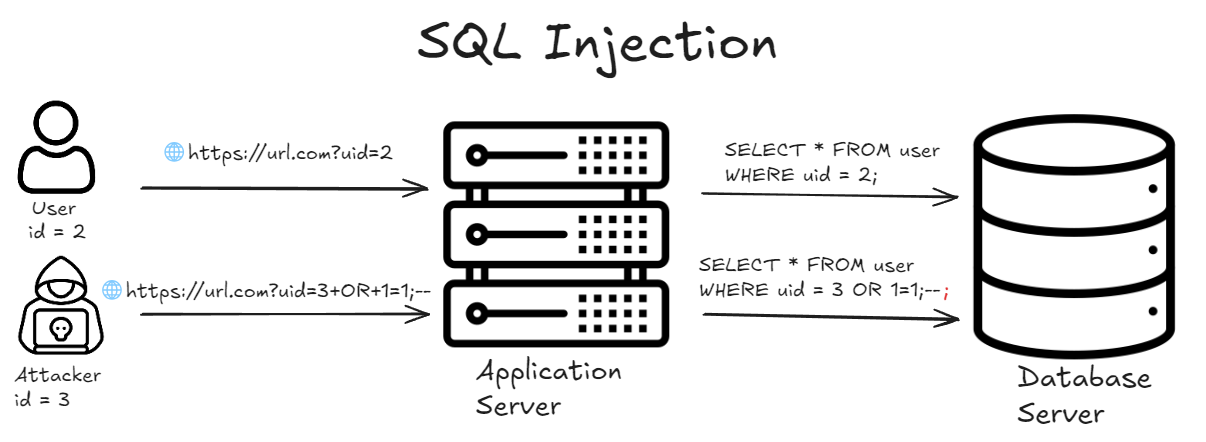 SQL Injection
https://url.com?uid=2
SELECT * FROM user
WHERE uid = 2;
User
id = 2
https://url.com?uid=3+OR+1=1;--
SELECT * FROM user
WHERE uid = 3 OR 1=1;--;
Attacker
id = 3
Application
Server
Database
Server